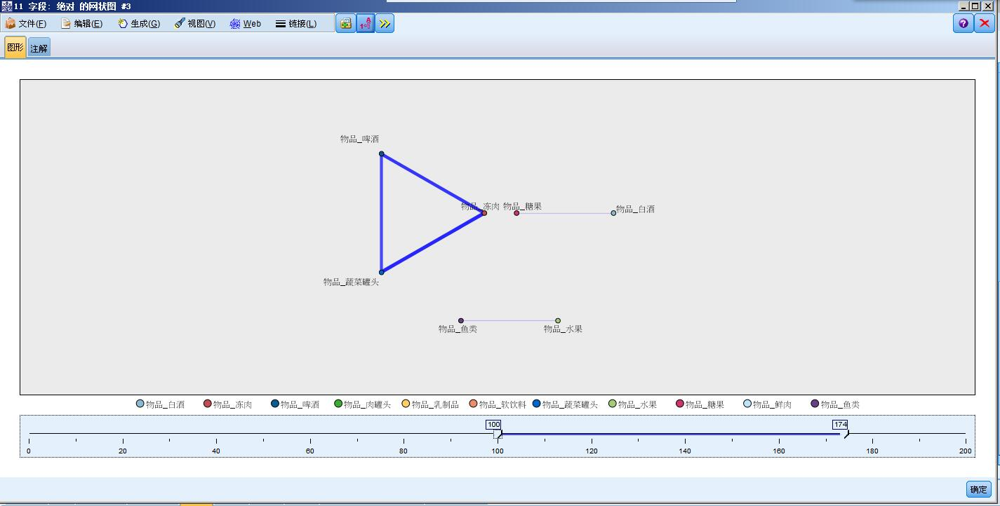 11 字段: 绝对 的网状图 #3
文件(F) 编辑(E) 生成(G) 视图(V) Web 链接(L)
图形 注解
物品_啤酒
物品_冻肉 物品_糖果 物品_白酒
物品_蔬菜罐头
物品_鱼类 物品_水果
物品_白酒 物品_冻肉 物品_啤酒 物品_肉罐头 物品_乳制品 物品_软饮料 物品_蔬菜罐头 物品_水果 物品_糖果 物品_鲜肉 物品_鱼类
100 174
0 20 40 60 80 100 120 140 160 180 200
确定